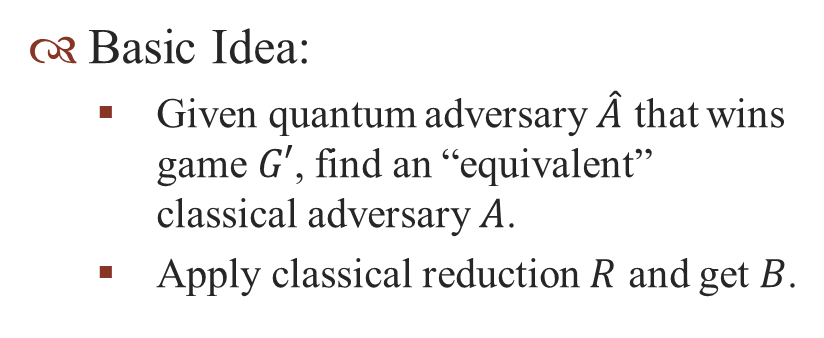 Basic Idea:
Given quantum adversary Â that wins
game G′, find an “equivalent”
classical adversary A.
Apply classical reduction R and get B.